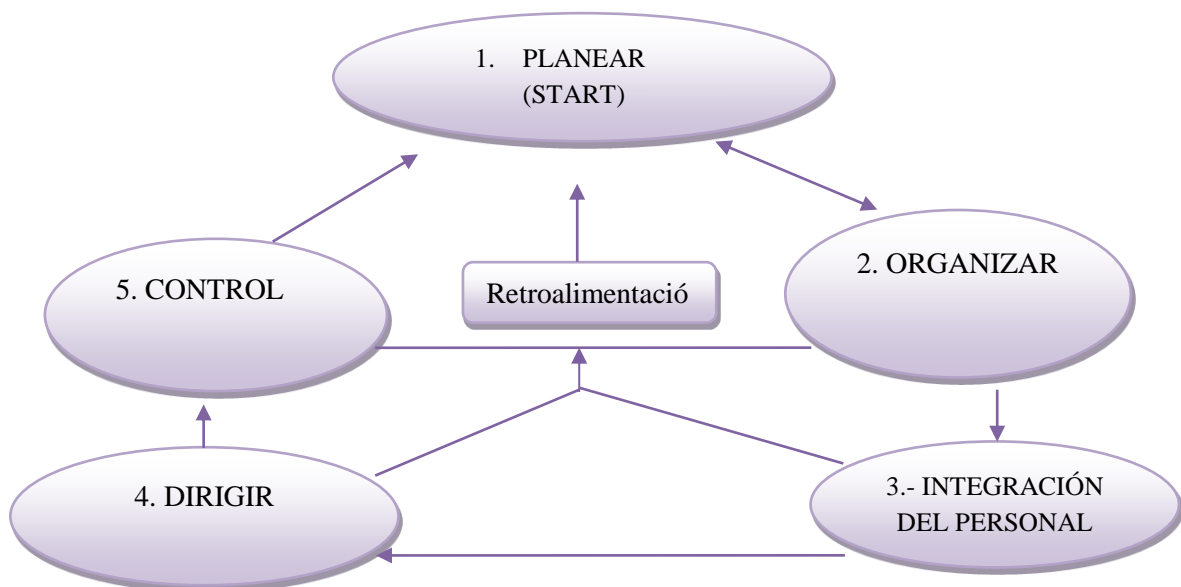 1. PLANEAR
(START)
5. CONTROL
Retroalimentació
2. ORGANIZAR
4. DIRIGIR
3.- INTEGRACIÓN
DEL PERSONAL